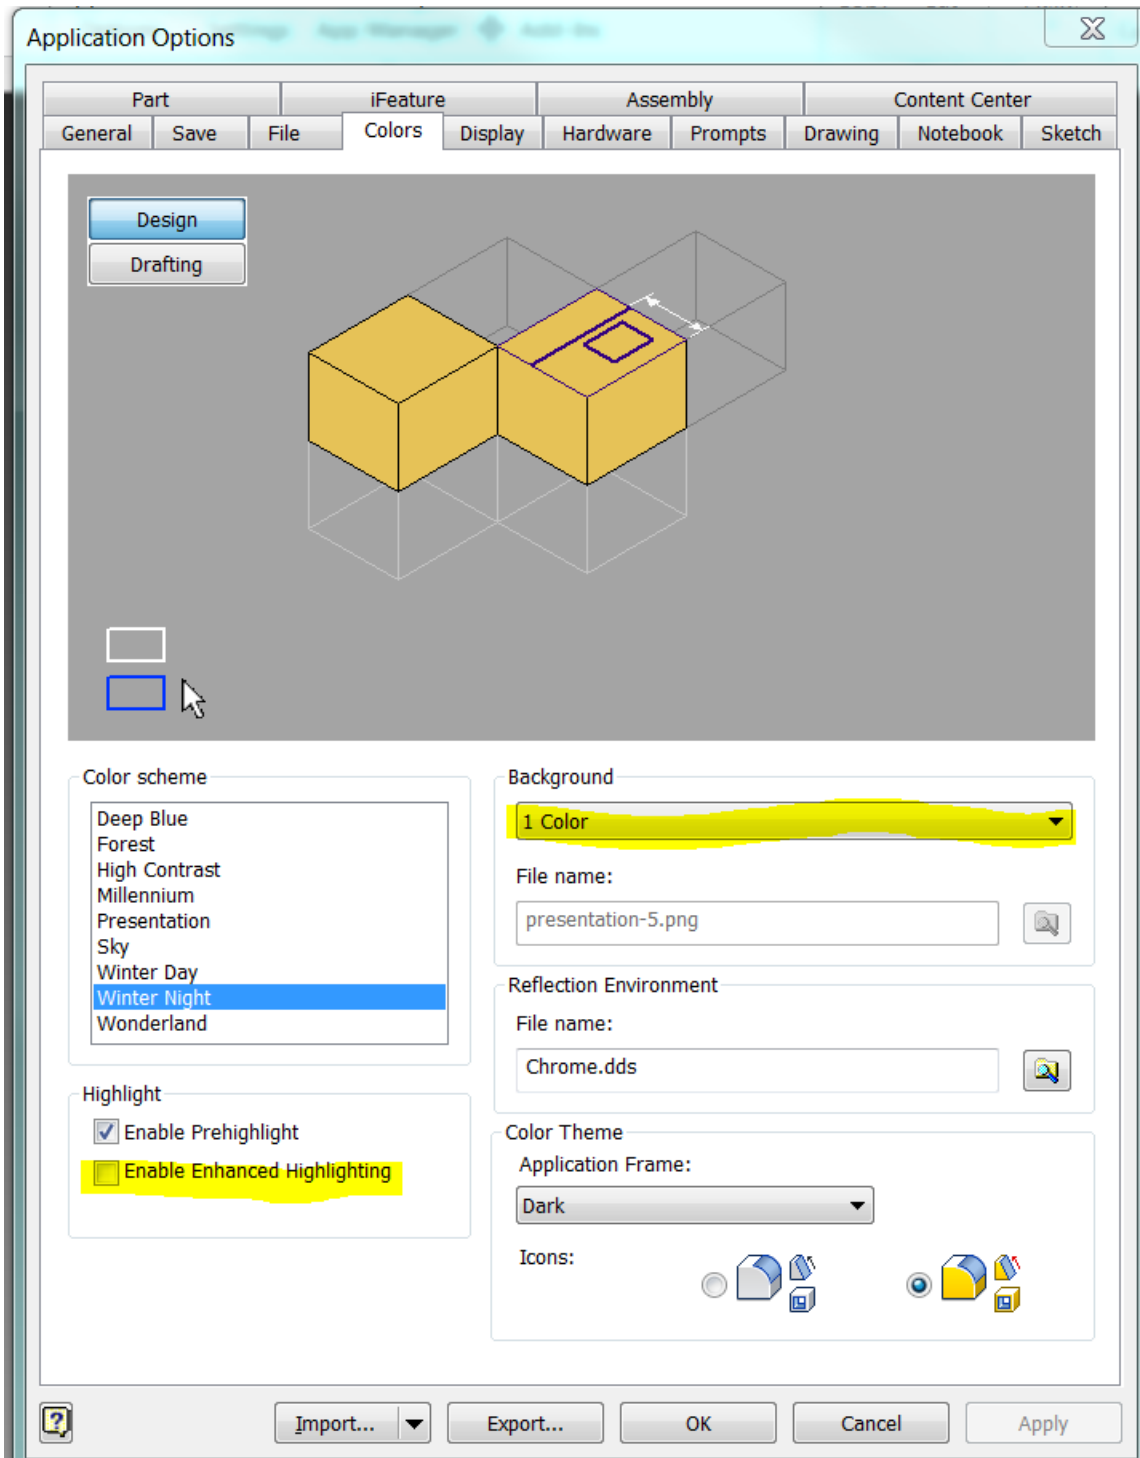 Application Options
Part iFeature Assembly Content Center
General Save File Colors Display Hardware Prompts Drawing Notebook Sketch
Design
Drafting
Color scheme
Deep Blue
Forest
High Contrast
Millennium
Presentation
Sky
Winter Day
Winter Night
Wonderland
Highlight
Enable Prehighlight
Enable Enhanced Highlighting
Background
1 Color
File name:
presentation-5.png
Reflection Environment
File name:
Chrome.dds
Color Theme
Application Frame:
Dark
Icons:
Import... Export... OK Cancel Apply